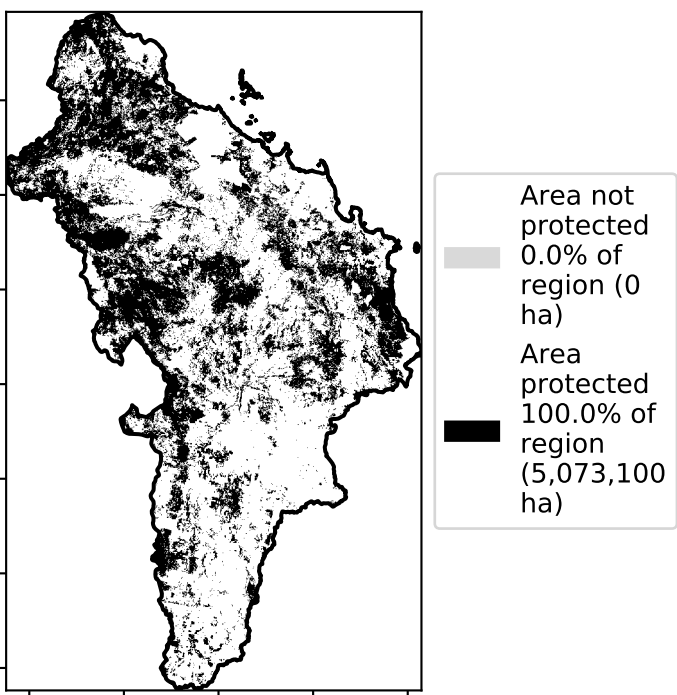 Area not
protected
0.0% of
region (0
ha)
Area
protected
100.0% of
region
(5,073,100
ha)